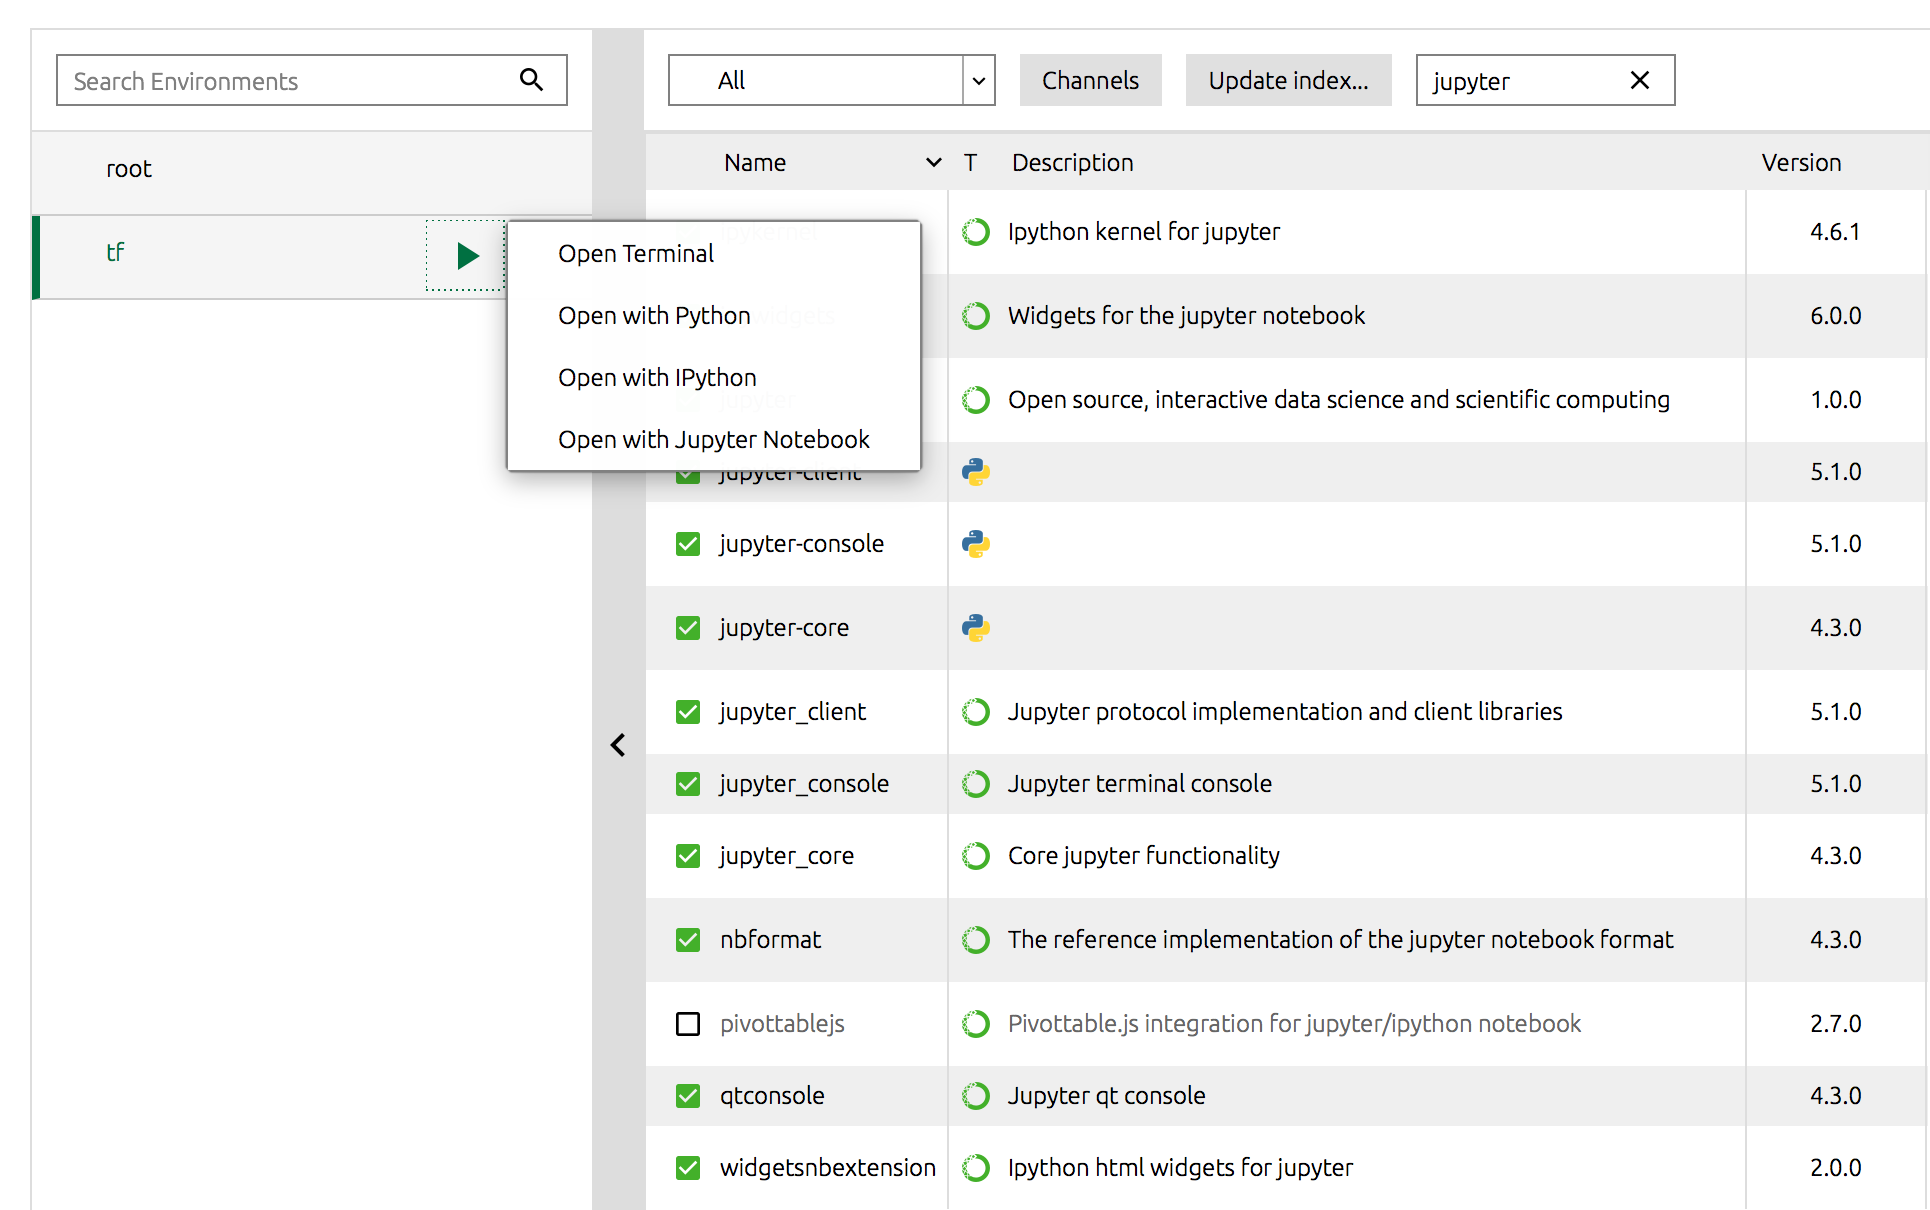 Search Environments
All
Channels
Update index...
jupyter
root
tf
Open Terminal
Open with Python
Open with IPython
Open with Jupyter Notebook
Name T Description Version
ipykernel Ipython kernel for jupyter 4.6.1
widgets Widgets for the jupyter notebook 6.0.0
jupyter Open source, interactive data science and scientific computing 1.0.0
jupyter-client 5.1.0
jupyter-console 5.1.0
jupyter-core 4.3.0
jupyter_client Jupyter protocol implementation and client libraries 5.1.0
jupyter_console Jupyter terminal console 5.1.0
jupyter_core Core jupyter functionality 4.3.0
nbformat The reference implementation of the jupyter notebook format 4.3.0
pivottablejs Pivottable.js integration for jupyter/ipython notebook 2.7.0
qtconsole Jupyter qt console 4.3.0
widgetsnbextension Ipython html widgets for jupyter 2.0.0